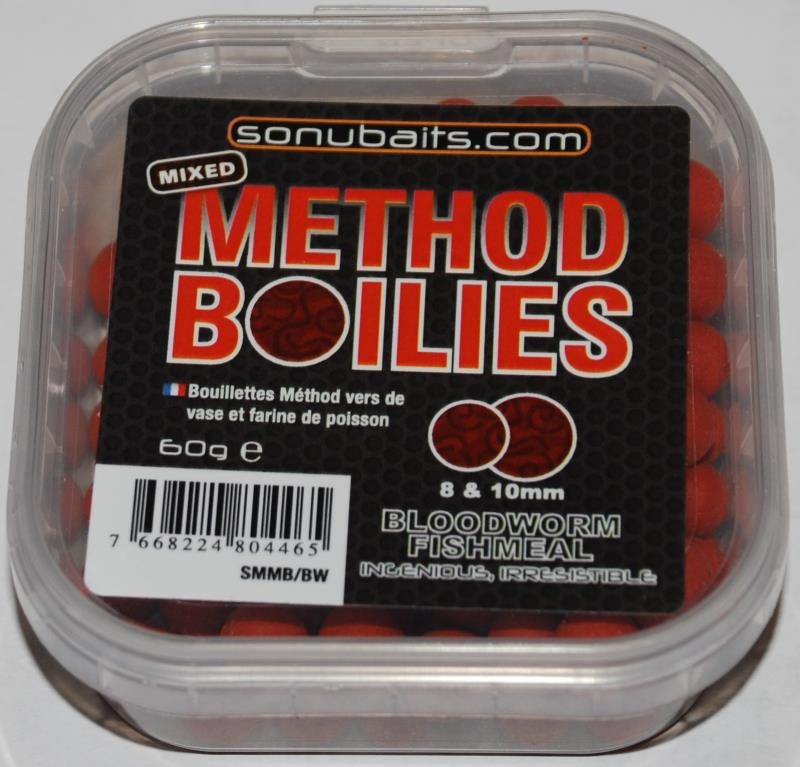 sonubaits.com
MIXED
METHOD
BOILIES
Bouillettes Méthod vers de
vase et farine de poisson
60g e
8 & 10mm
BLOODWORM
FISHMEAL
INGENIOUS, IRRESISTIBLE
7 668224 804465
SMMB/BW